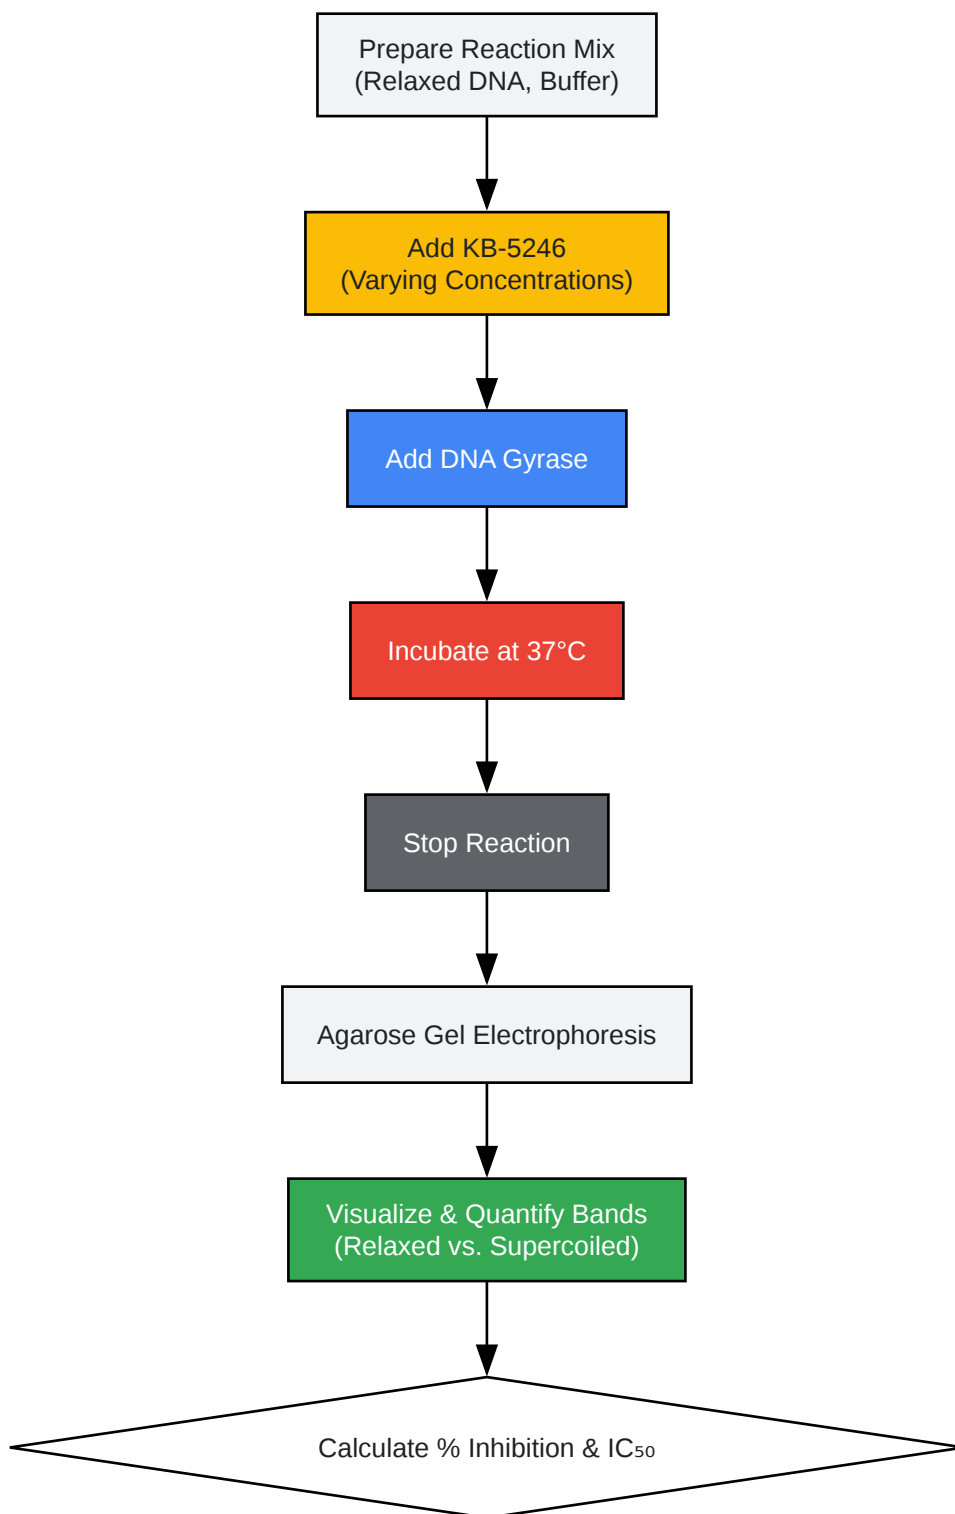 Prepare Reaction Mix
(Relaxed DNA, Buffer)
Add KB-5246
(Varying Concentrations)
Add DNA Gyrase
Incubate at 37°C
Stop Reaction
Agarose Gel Electrophoresis
Visualize & Quantify Bands
(Relaxed vs. Supercoiled)
Calculate % Inhibition & IC₅₀